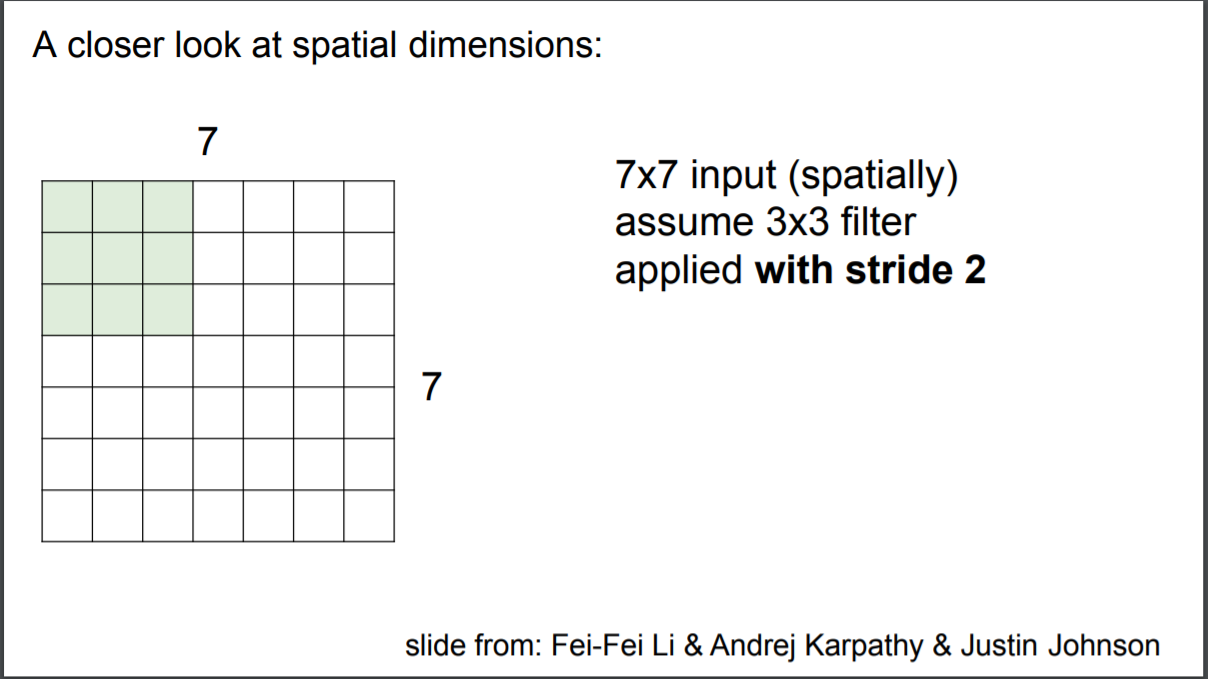 A closer look at spatial dimensions:
7
7x7 input (spatially)
assume 3x3 filter
applied with stride 2
7
slide from: Fei-Fei Li & Andrej Karpathy & Justin Johnson